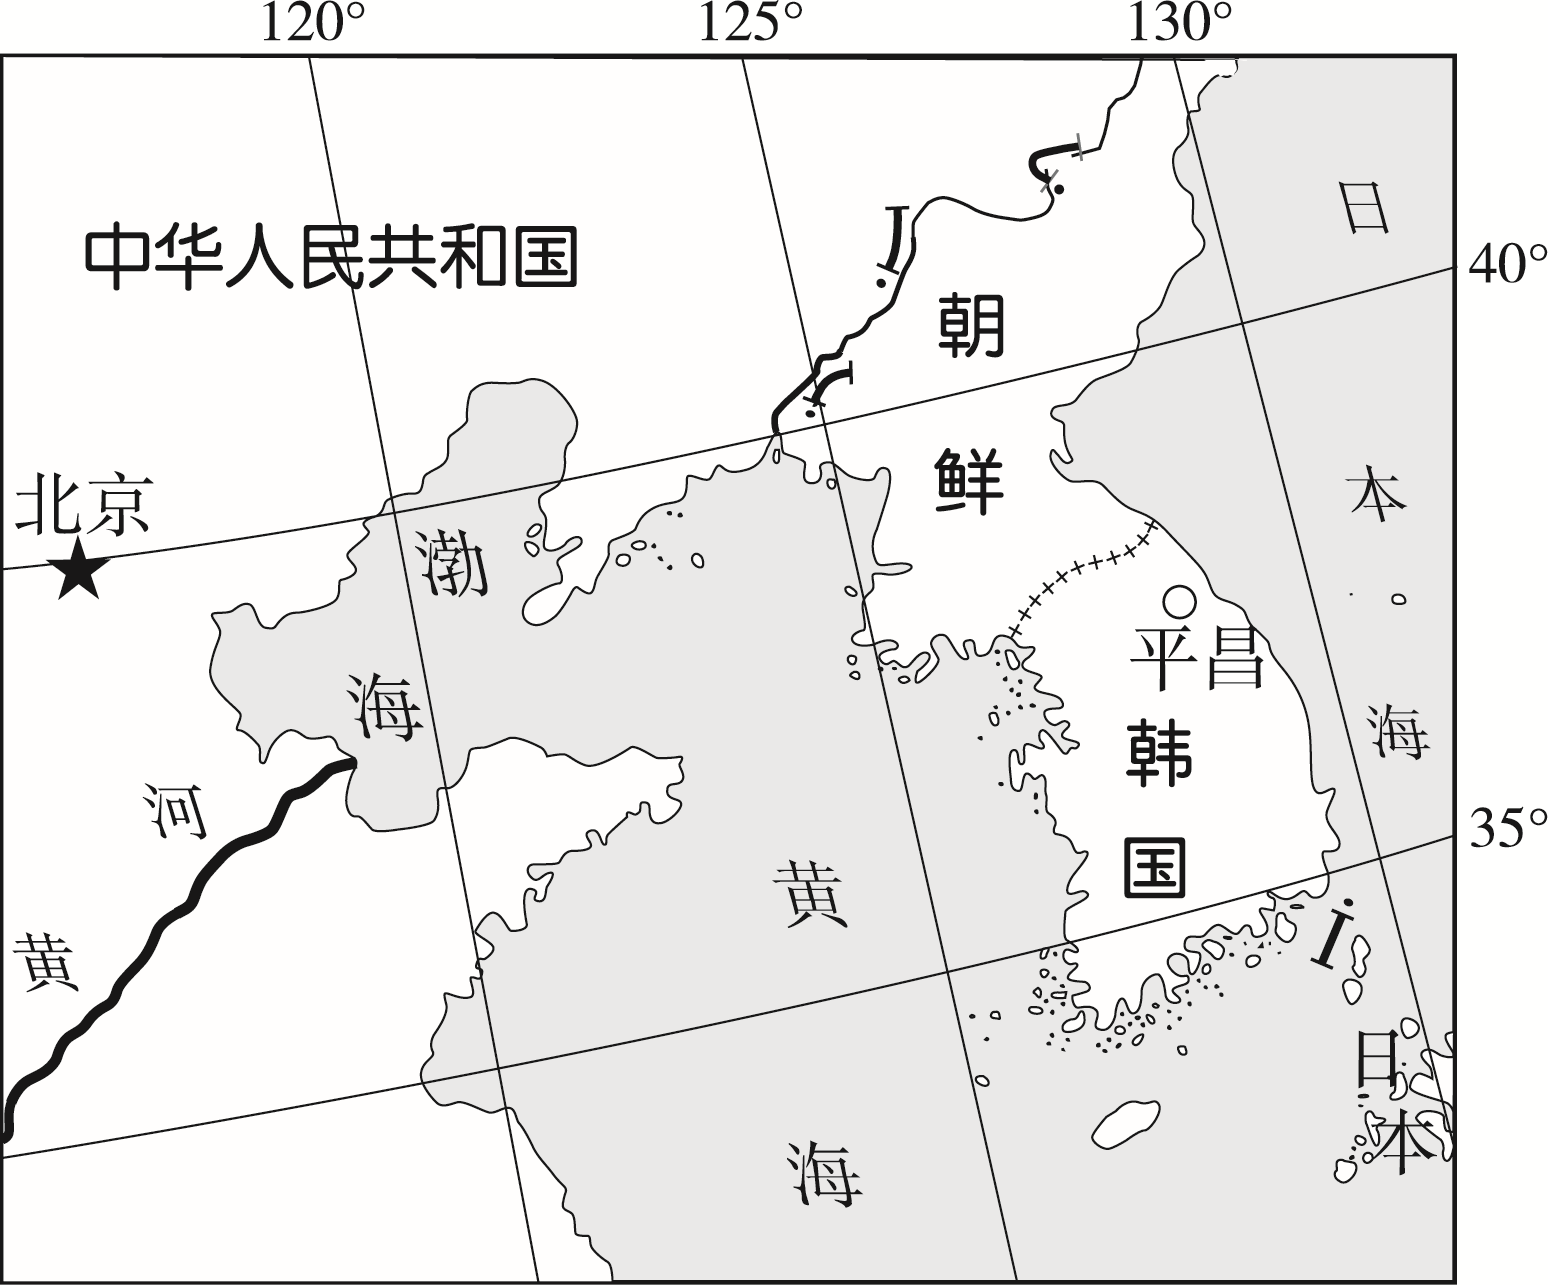 120°
125°
130°
中华人民共和国
日
40°
朝
鲜
北京
渤
本
平昌
海
海
韩
河
35°
国
黄
黄
日
本
海